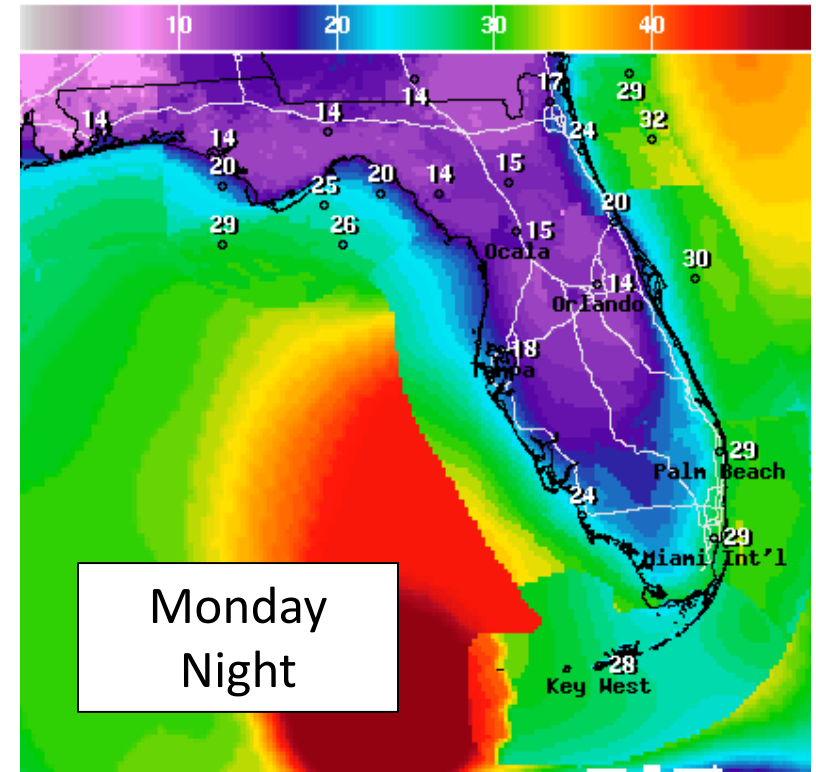 10 20 30 40
17
14 29
14 14 32
14 24
20 15
25 20 14
20
29 26 15
Ocala
30
14
Orlando
18
Tampa
29
Palm Beach
24
29
Miami Int'l
Monday
Night
28
Key West